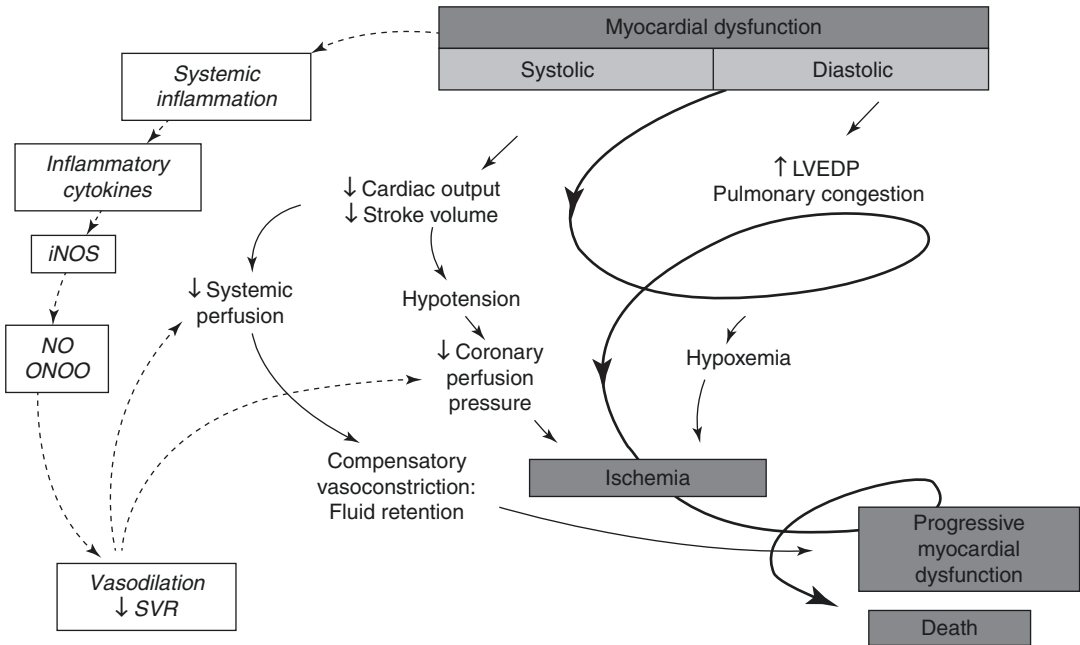 Myocardial dysfunction
Systolic
Diastolic
Systemic
inflammation
Inflammatory
cytokines
iNOS
NO
ONOO
Vasodilation
↓ SVR
↓ Cardiac output
↓ Stroke volume
↓ Systemic
perfusion
Hypotension
↓ Coronary
perfusion
pressure
Compensatory
vasoconstriction:
Fluid retention
↑ LVEDP
Pulmonary congestion
Hypoxemia
Ischemia
Progressive
myocardial
dysfunction
Death